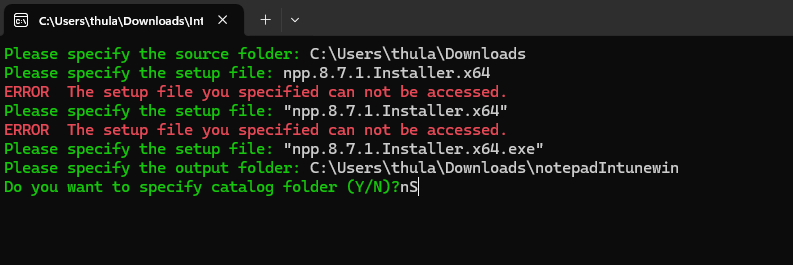 C:\Users\thula\Downloads\Int
Please specify the source folder: C:\Users\thula\Downloads
Please specify the setup file: npp.8.7.1.Installer.x64
ERROR  The setup file you specified can not be accessed.
Please specify the setup file: "npp.8.7.1.Installer.x64"
ERROR  The setup file you specified can not be accessed.
Please specify the setup file: "npp.8.7.1.Installer.x64.exe"
Please specify the output folder: C:\Users\thula\Downloads\notepadIntunewin
Do you want to specify catalog folder (Y/N)?nS